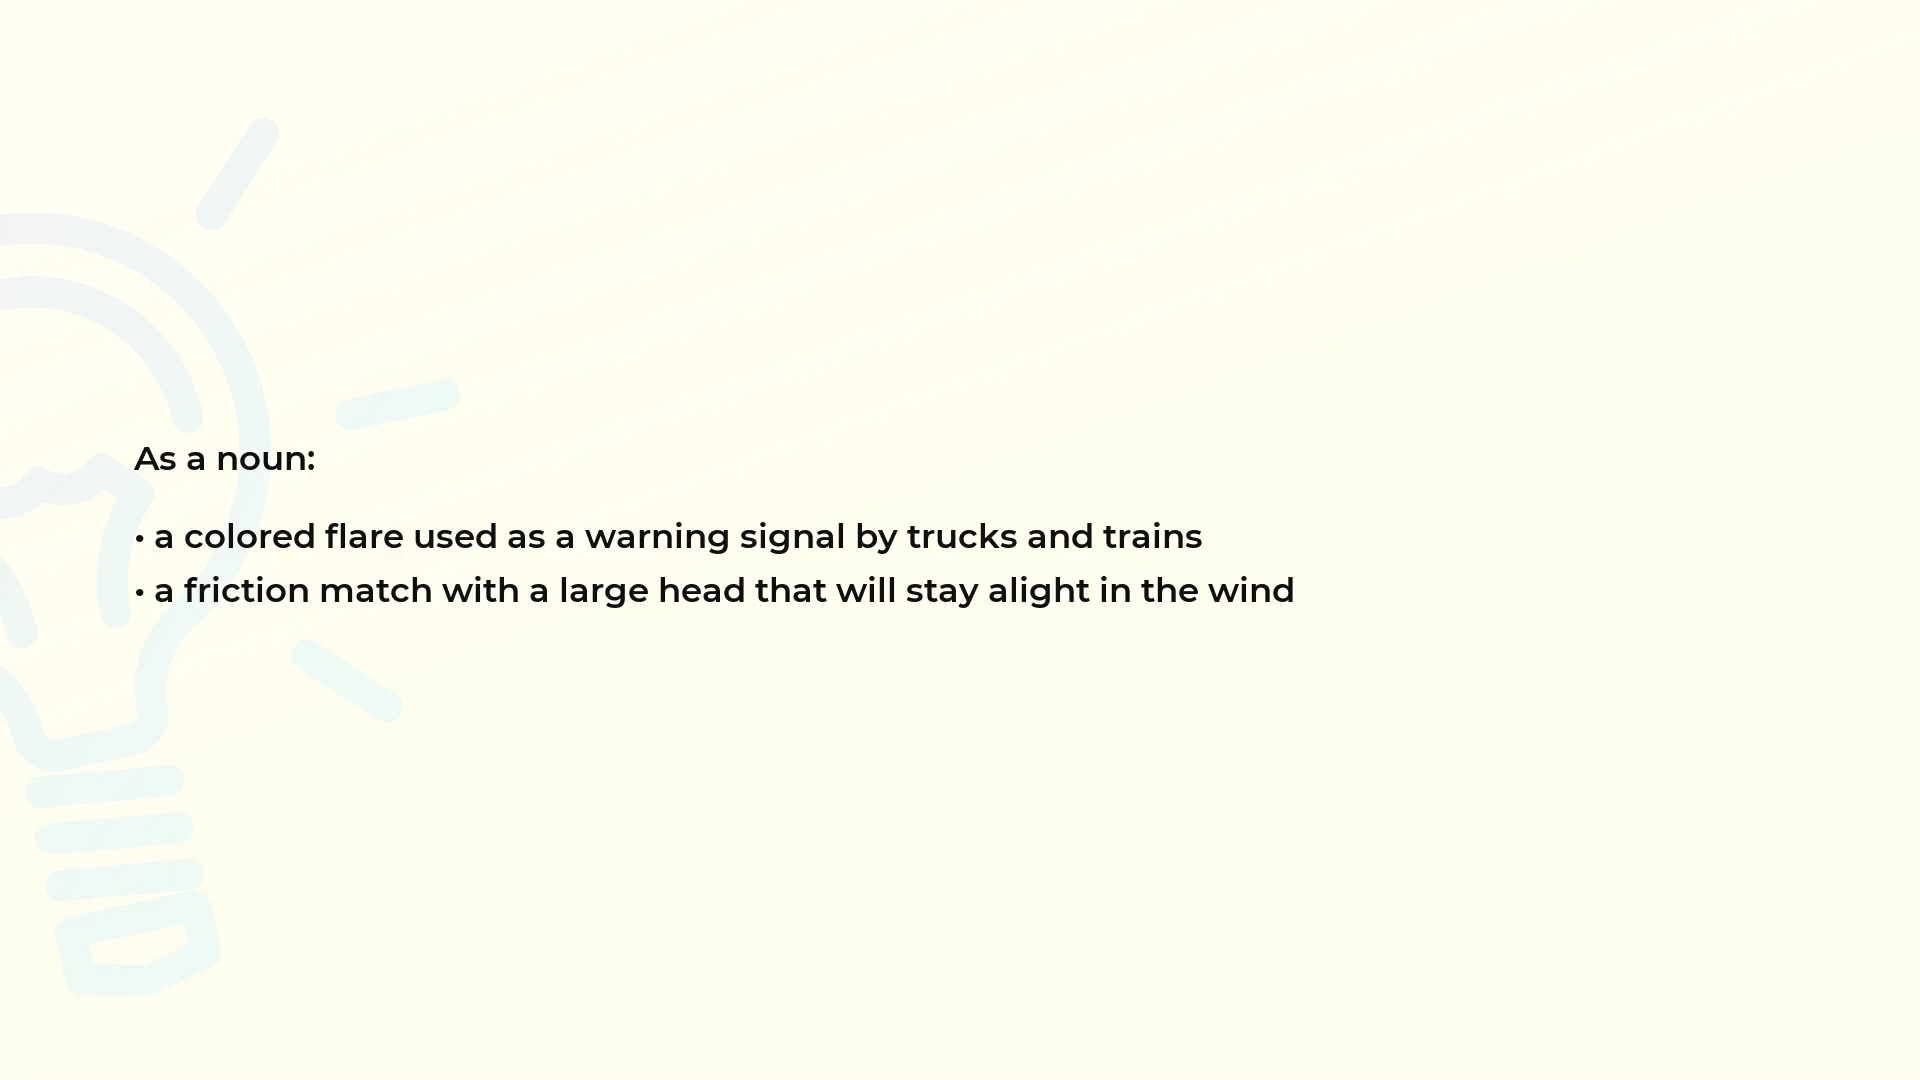 As a noun:
• a colored flare used as a warning signal by trucks and trains
• a friction match with a large head that will stay alight in the wind